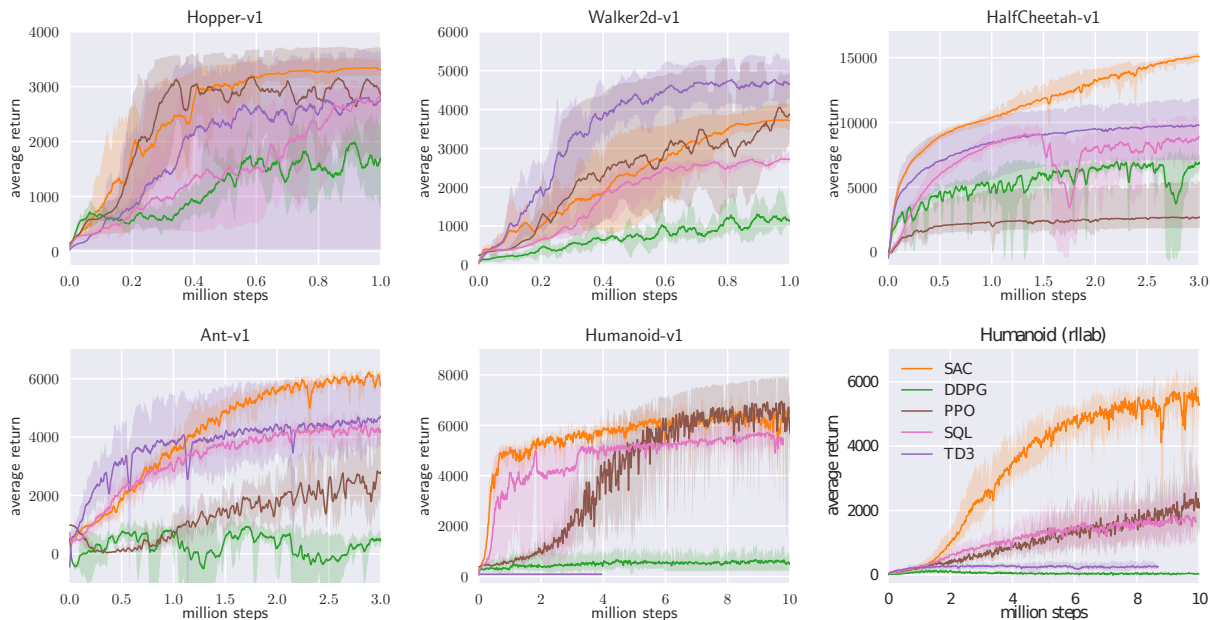 Hopper-v1
4000
3000
2000
1000
0
average return
0.0 0.2 0.4 0.6 0.8 1.0
million steps
Walker2d-v1
6000
5000
4000
3000
2000
1000
0
average return
0.0 0.2 0.4 0.6 0.8 1.0
million steps
HalfCheetah-v1
15000
10000
5000
0
average return
0.0 0.5 1.0 1.5 2.0 2.5 3.0
million steps
Ant-v1
6000
4000
2000
0
average return
0.0 0.5 1.0 1.5 2.0 2.5 3.0
million steps
Humanoid-v1
8000
6000
4000
2000
0
average return
0 2 4 6 8 10
million steps
Humanoid (rllab)
6000
4000
2000
0
average return
SAC
DDPG
PPO
SQL
TD3
0 2 4 6 8 10
million steps